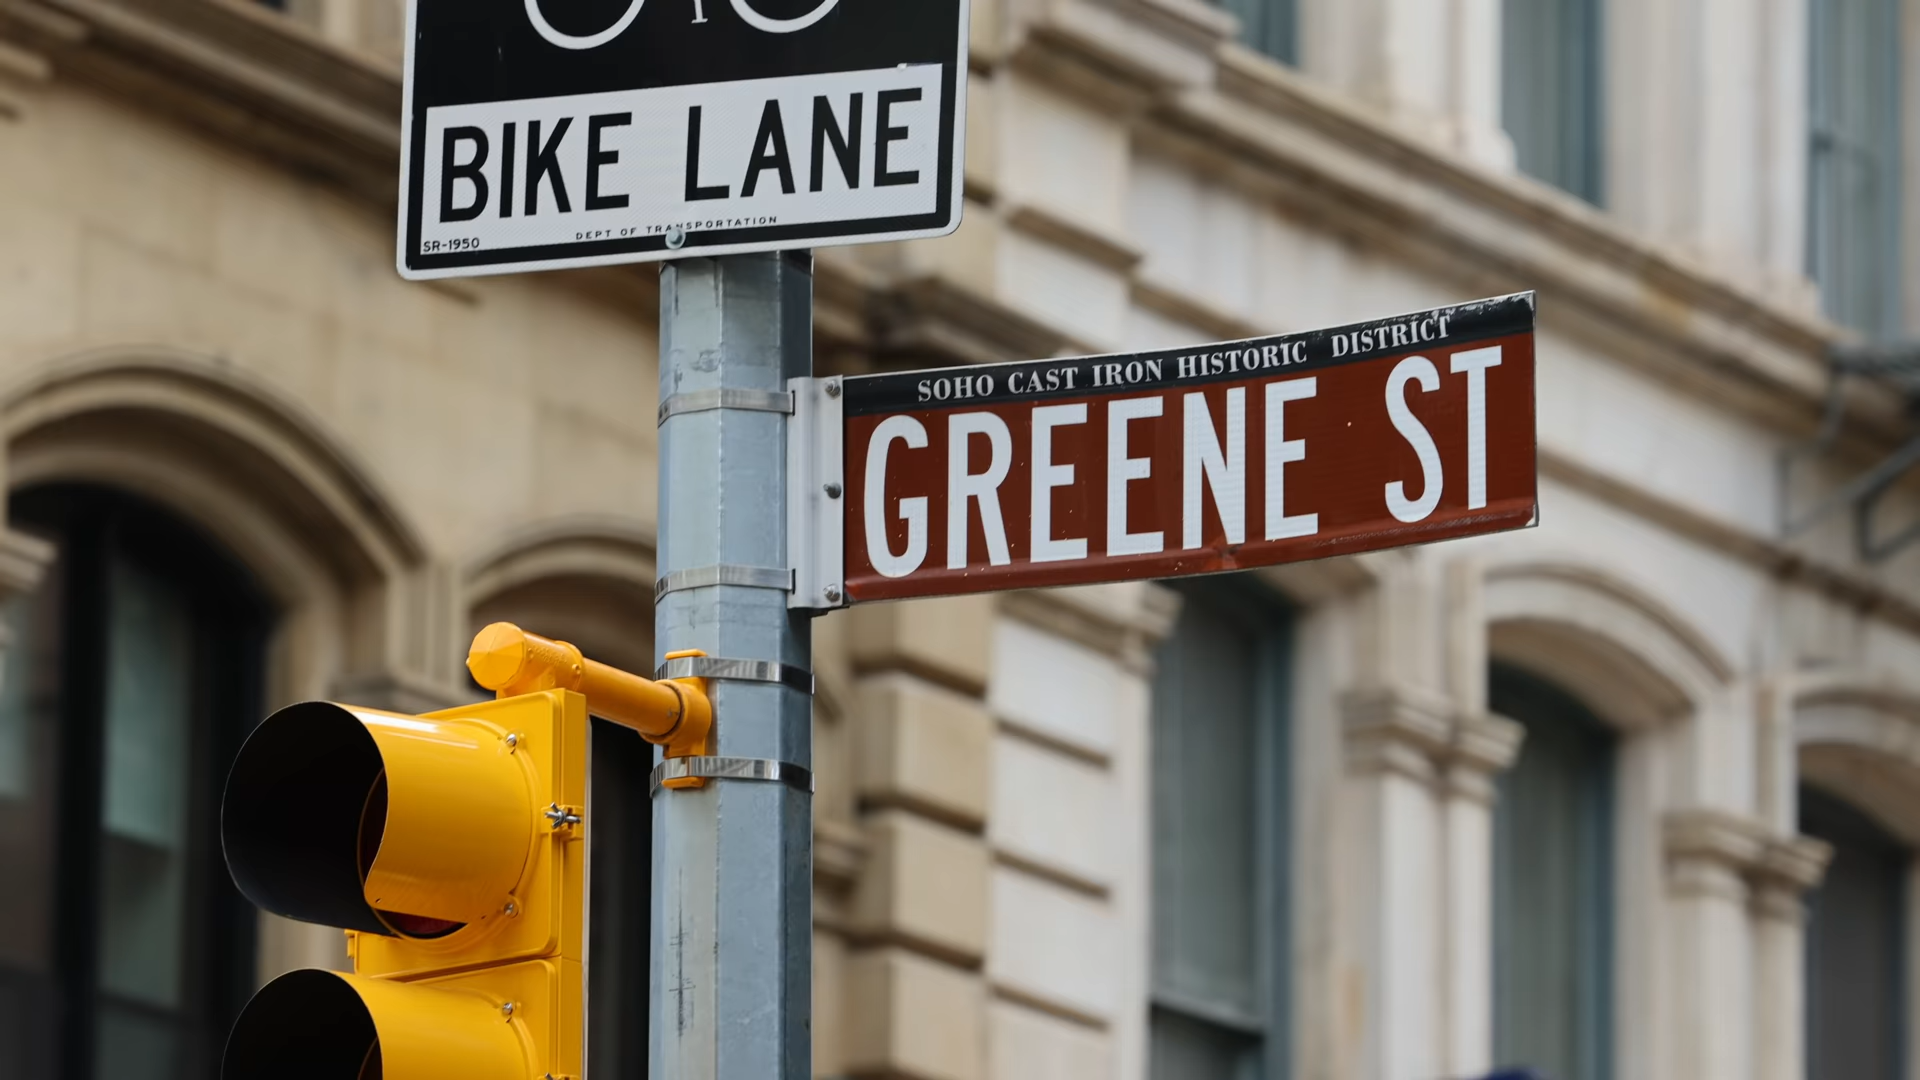 BIKE LANE
DEPT OF TRANSPORTATION
SR-1950
SOHO CAST IRON HISTORIC DISTRICT
GREENE ST